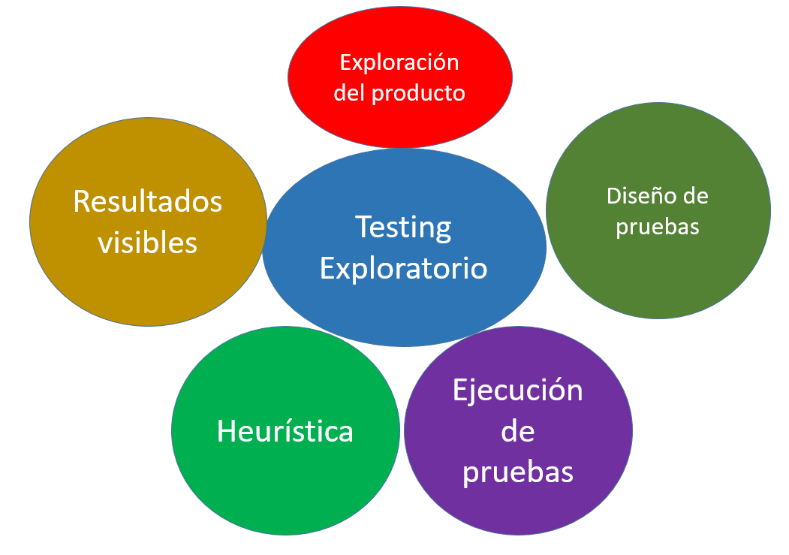 Exploración
del producto
Resultados
visibles
Diseño de
pruebas
Testing
Exploratorio
Heurística
Ejecución
de
pruebas